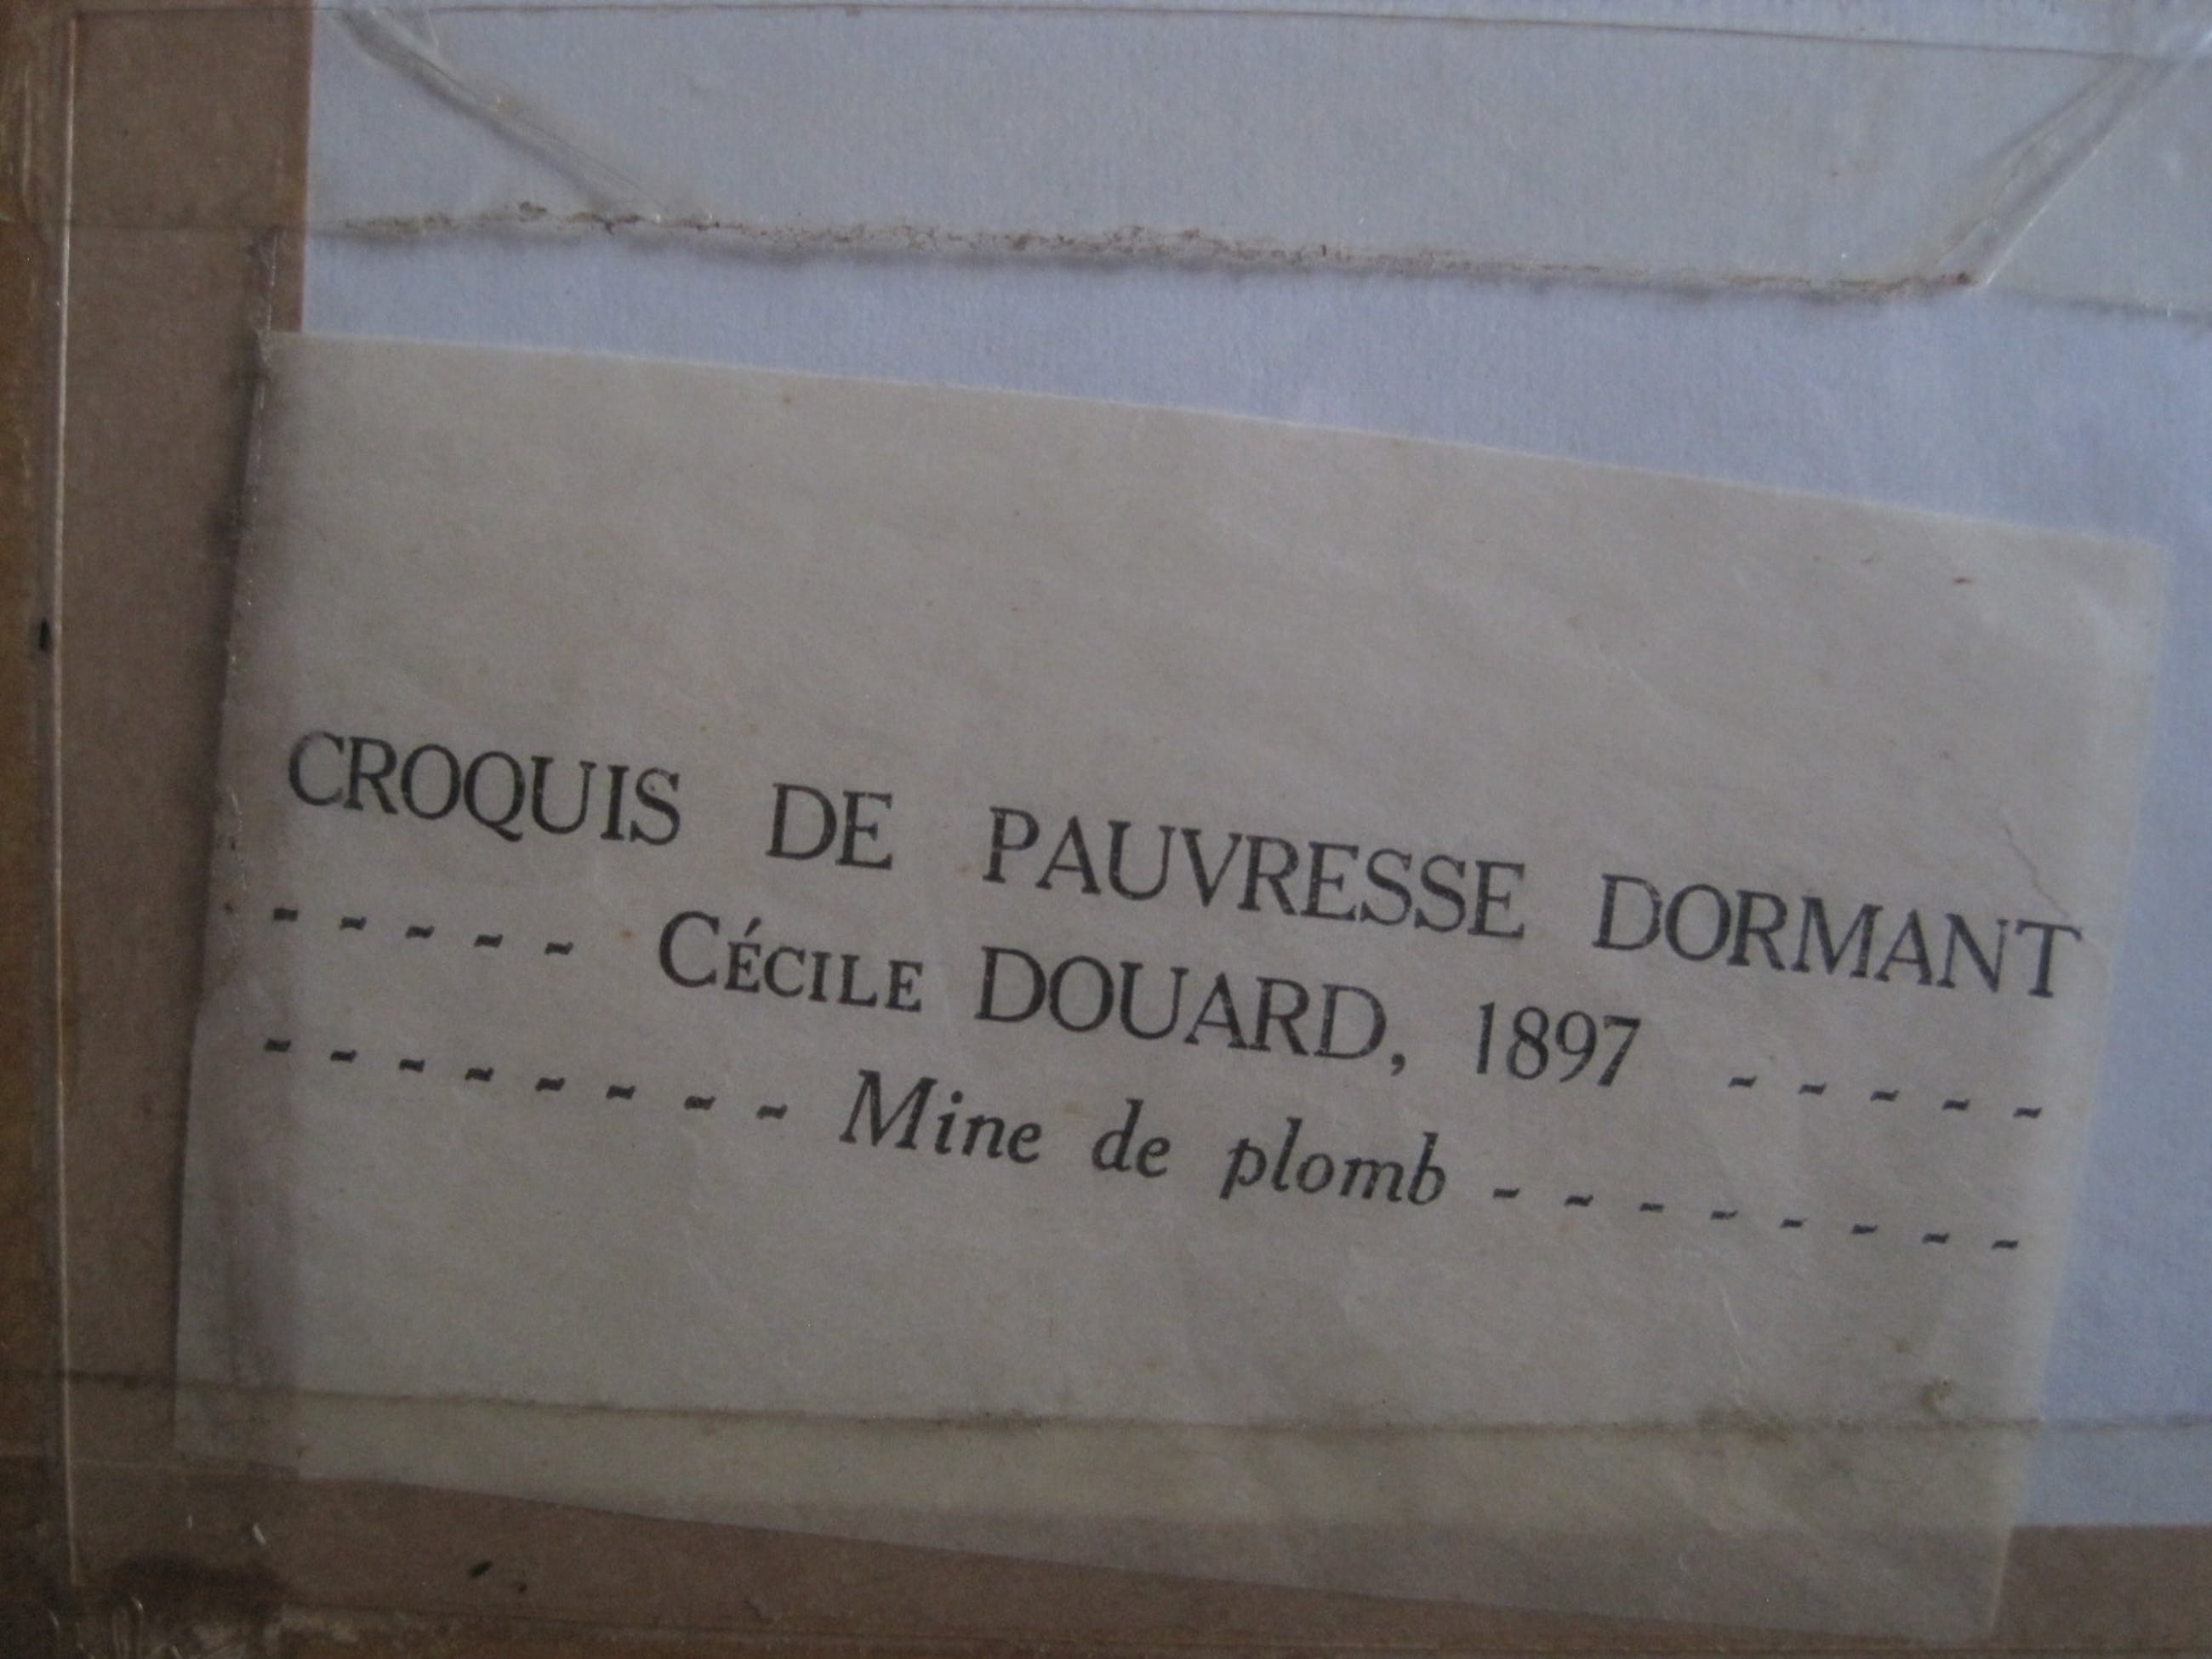 CROQUIS DE PAUVRESSE DORMANT
- - - - - CÉCILE DOUARD, 1897 - - - - -
- - - - - - - - Mine de plomb - - - - - - - -